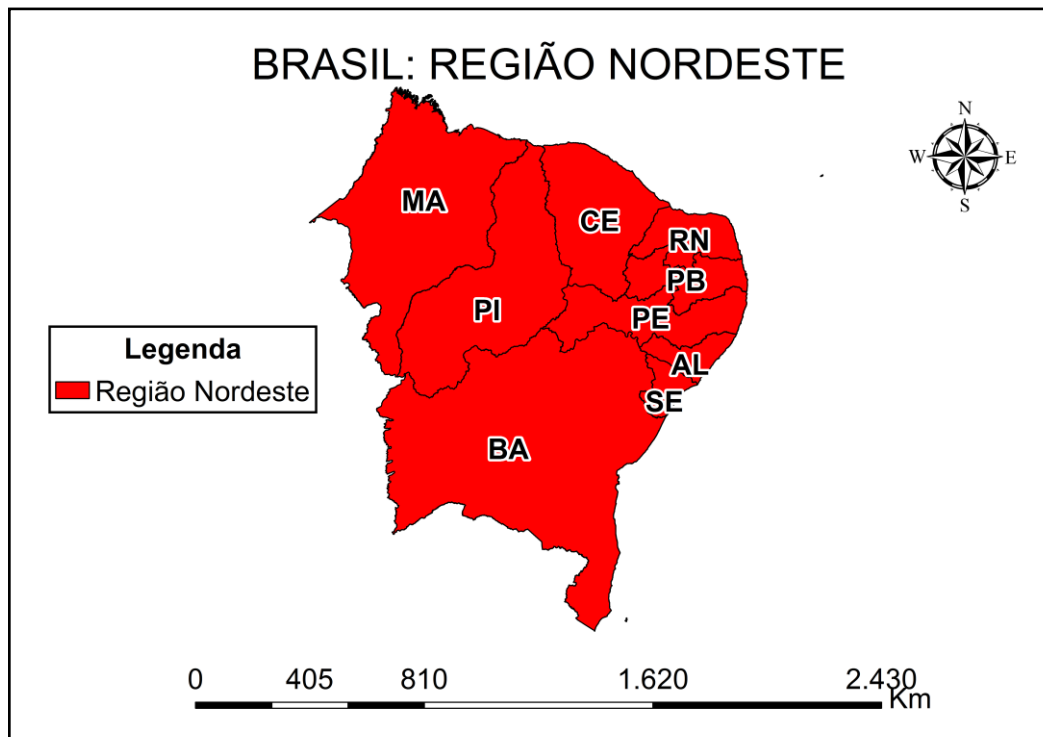 BRASIL: REGIÃO NORDESTE
N
W E
S
MA
CE
RN
PB
PI
PE
AL
SE
BA
Legenda
Região Nordeste
0 405 810 1.620 2.430
Km